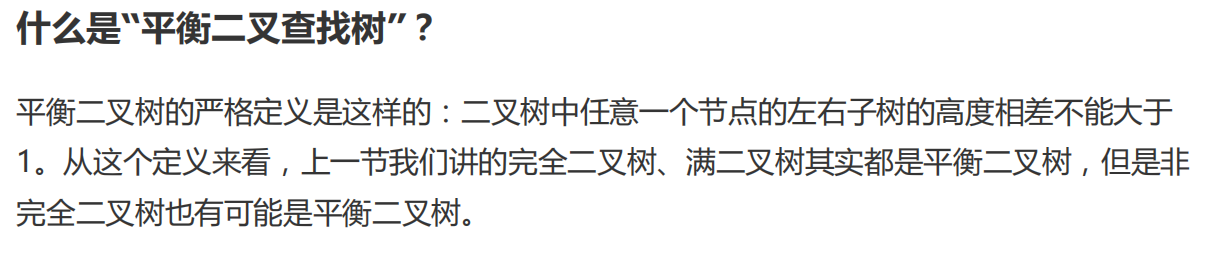 什么是“平衡二叉查找树”？
平衡二叉树的严格定义是这样的：二叉树中任意一个节点的左右子树的高度相差不能大于
1。从这个定义来看，上一节我们讲的完全二叉树、满二叉树其实都是平衡二叉树，但是非
完全二叉树也有可能是平衡二叉树。